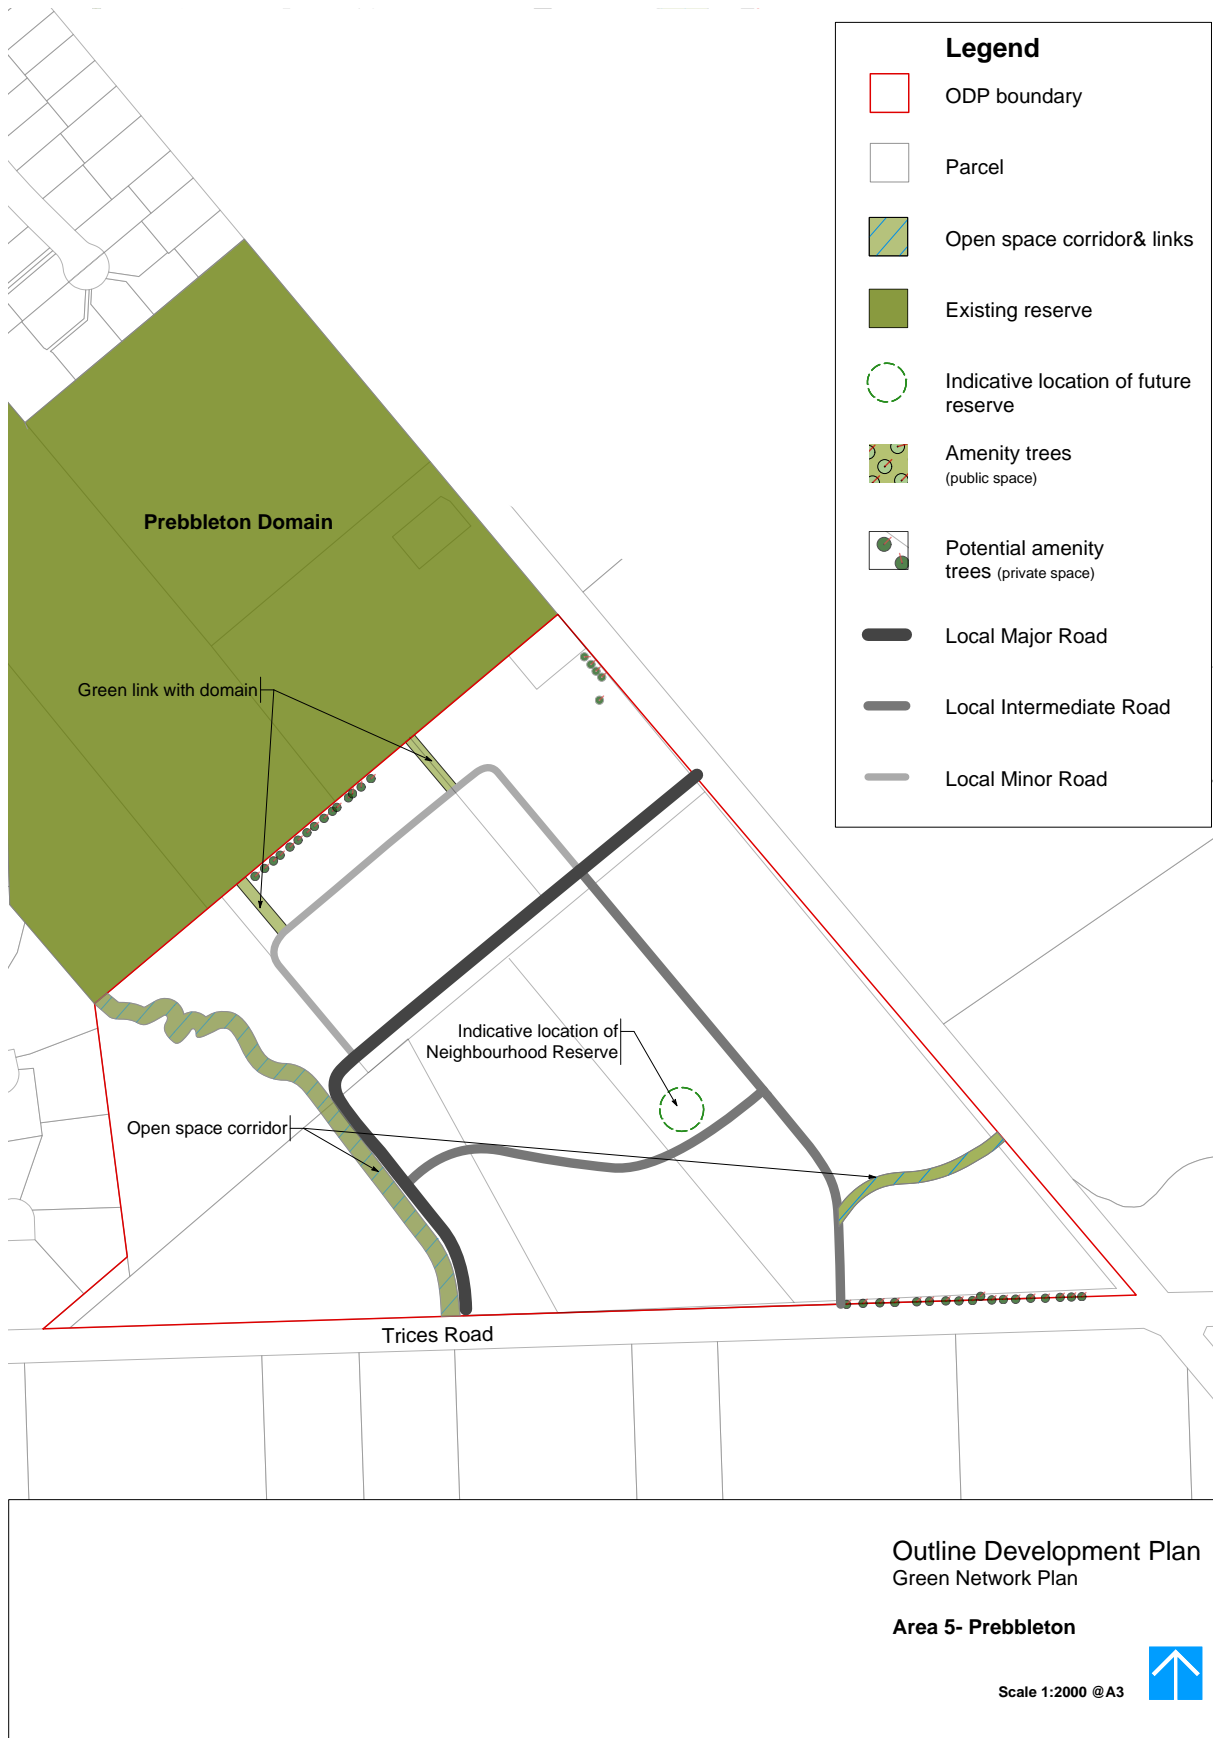 Legend
ODP boundary
Parcel
Open space corridor& links
Existing reserve
Indicative location of future
reserve
Amenity trees
(public space)
Potential amenity
trees (private space)
Local Major Road
Local Intermediate Road
Local Minor Road
Prebbleton Domain
Green link with domain
Indicative location of
Neighbourhood Reserve
Open space corridor
Trices Road
Outline Development Plan
Green Network Plan
Area 5- Prebbleton
Scale 1:2000 @A3